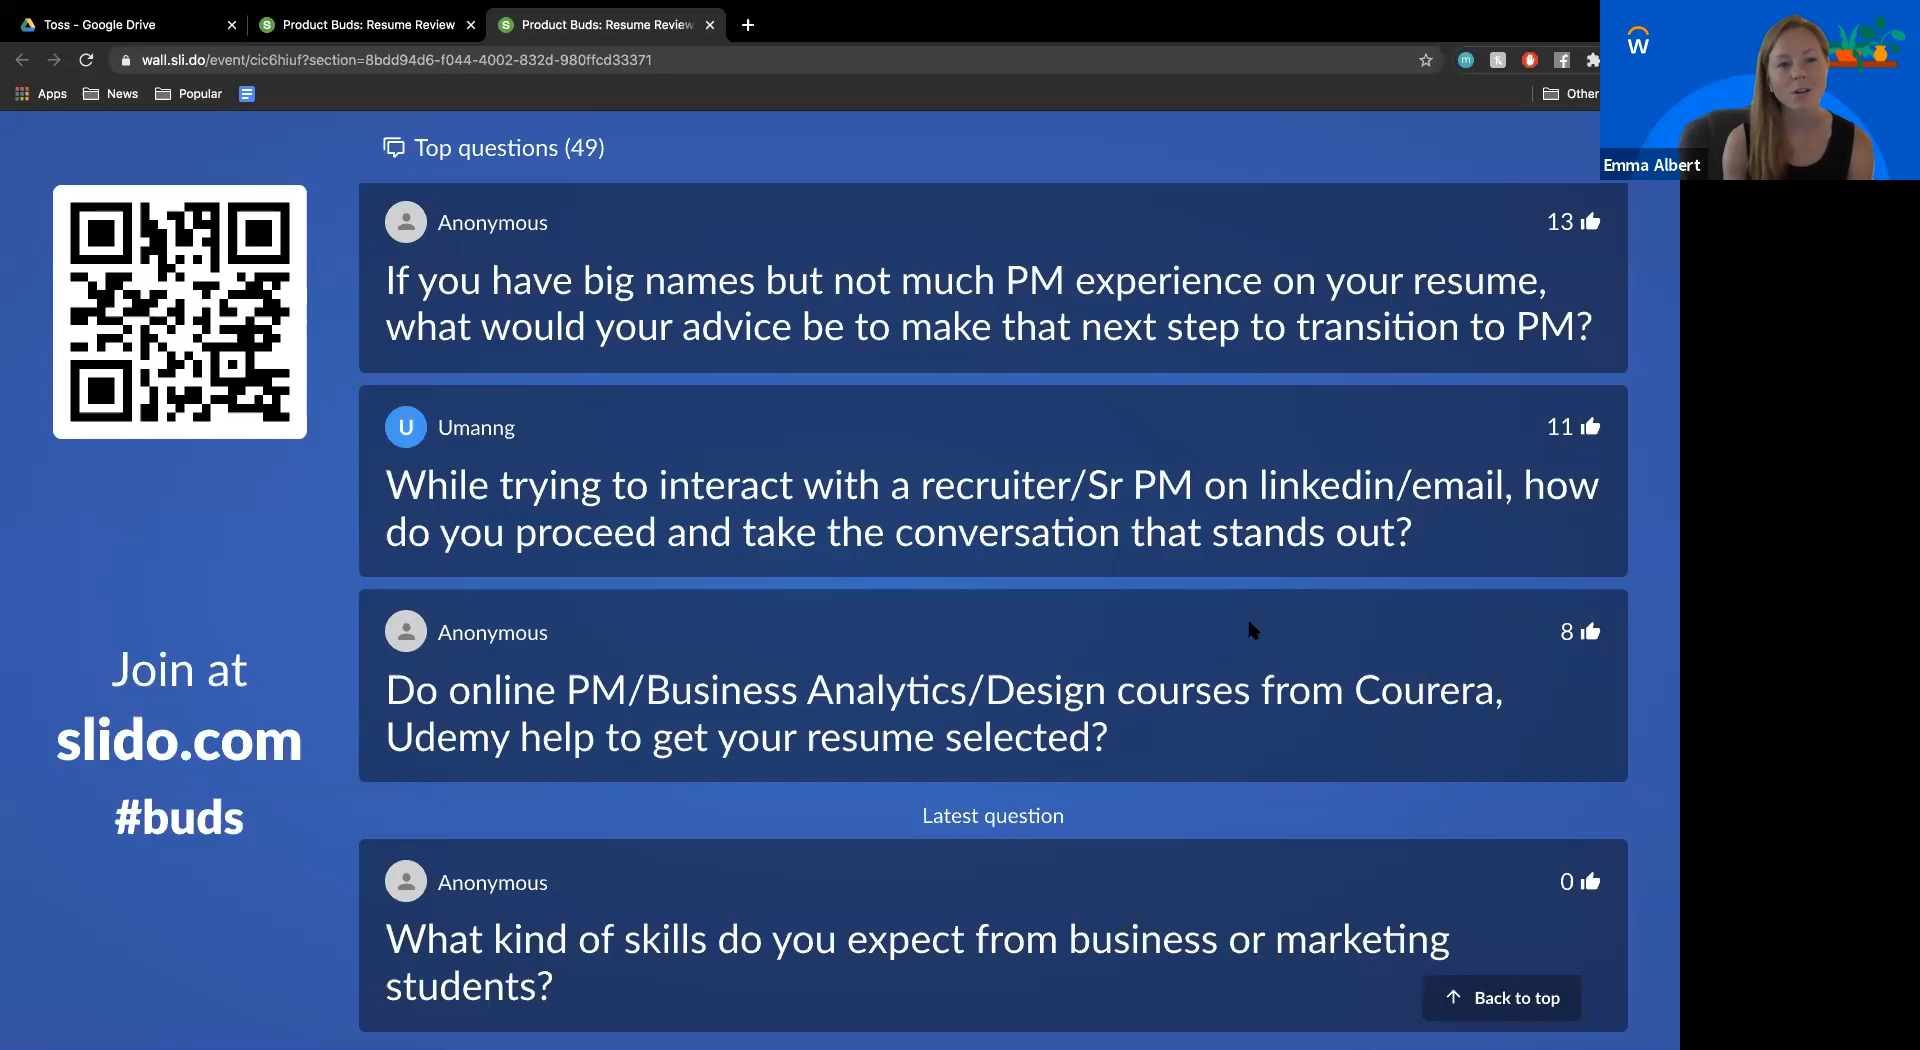 Toss - Google Drive
Product Buds: Resume Review
Product Buds: Resume Review
wall.sli.do/event/cic6hiuf?section=8bdd94d6-f044-4002-832d-980ffcd33371
Apps
News
Popular
Other
W
Emma Albert
Top questions (49)
Anonymous
13
If you have big names but not much PM experience on your resume,
what would your advice be to make that next step to transition to PM?
U
Umanng
11
While trying to interact with a recruiter/Sr PM on linkedin/email, how
do you proceed and take the conversation that stands out?
Anonymous
8
Do online PM/Business Analytics/Design courses from Courera,
Udemy help to get your resume selected?
Latest question
Anonymous
0
What kind of skills do you expect from business or marketing
students?
Back to top
Join at
slido.com
#buds